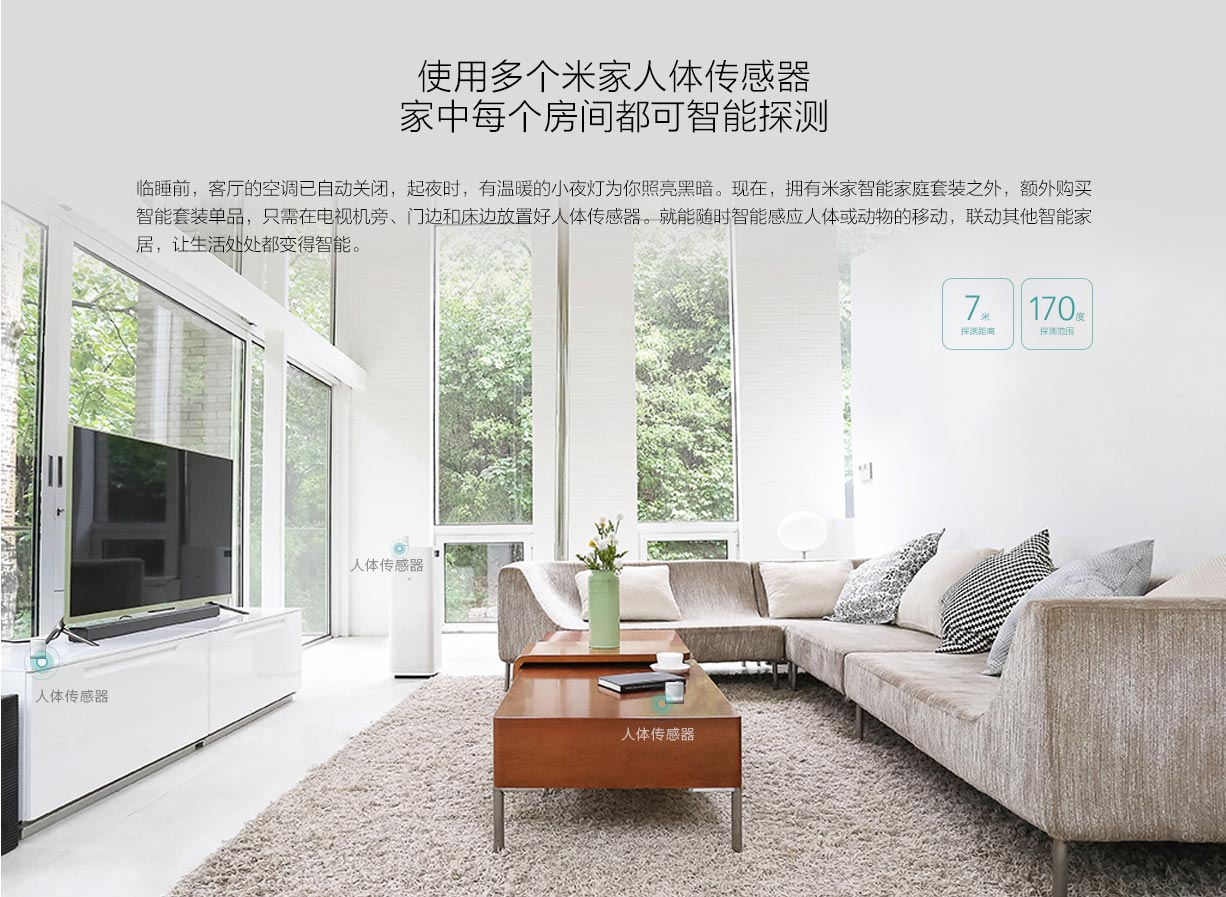 使用多个米家人体传感器
家中每个房间都可智能探测
临睡前，客厅的空调已自动关闭，起夜时，有温暖的小夜灯为你照亮黑暗。现在，拥有米家智能家庭套装之外，额外购买
智能套装单品，只需在电视机旁、门边和床边放置好人体传感器。就能随时智能感应人体或动物的移动，联动其他智能家
居，让生活处处都变得智能。
7米
探测距离
170度
探测范围
人体传感器
人体传感器
人体传感器